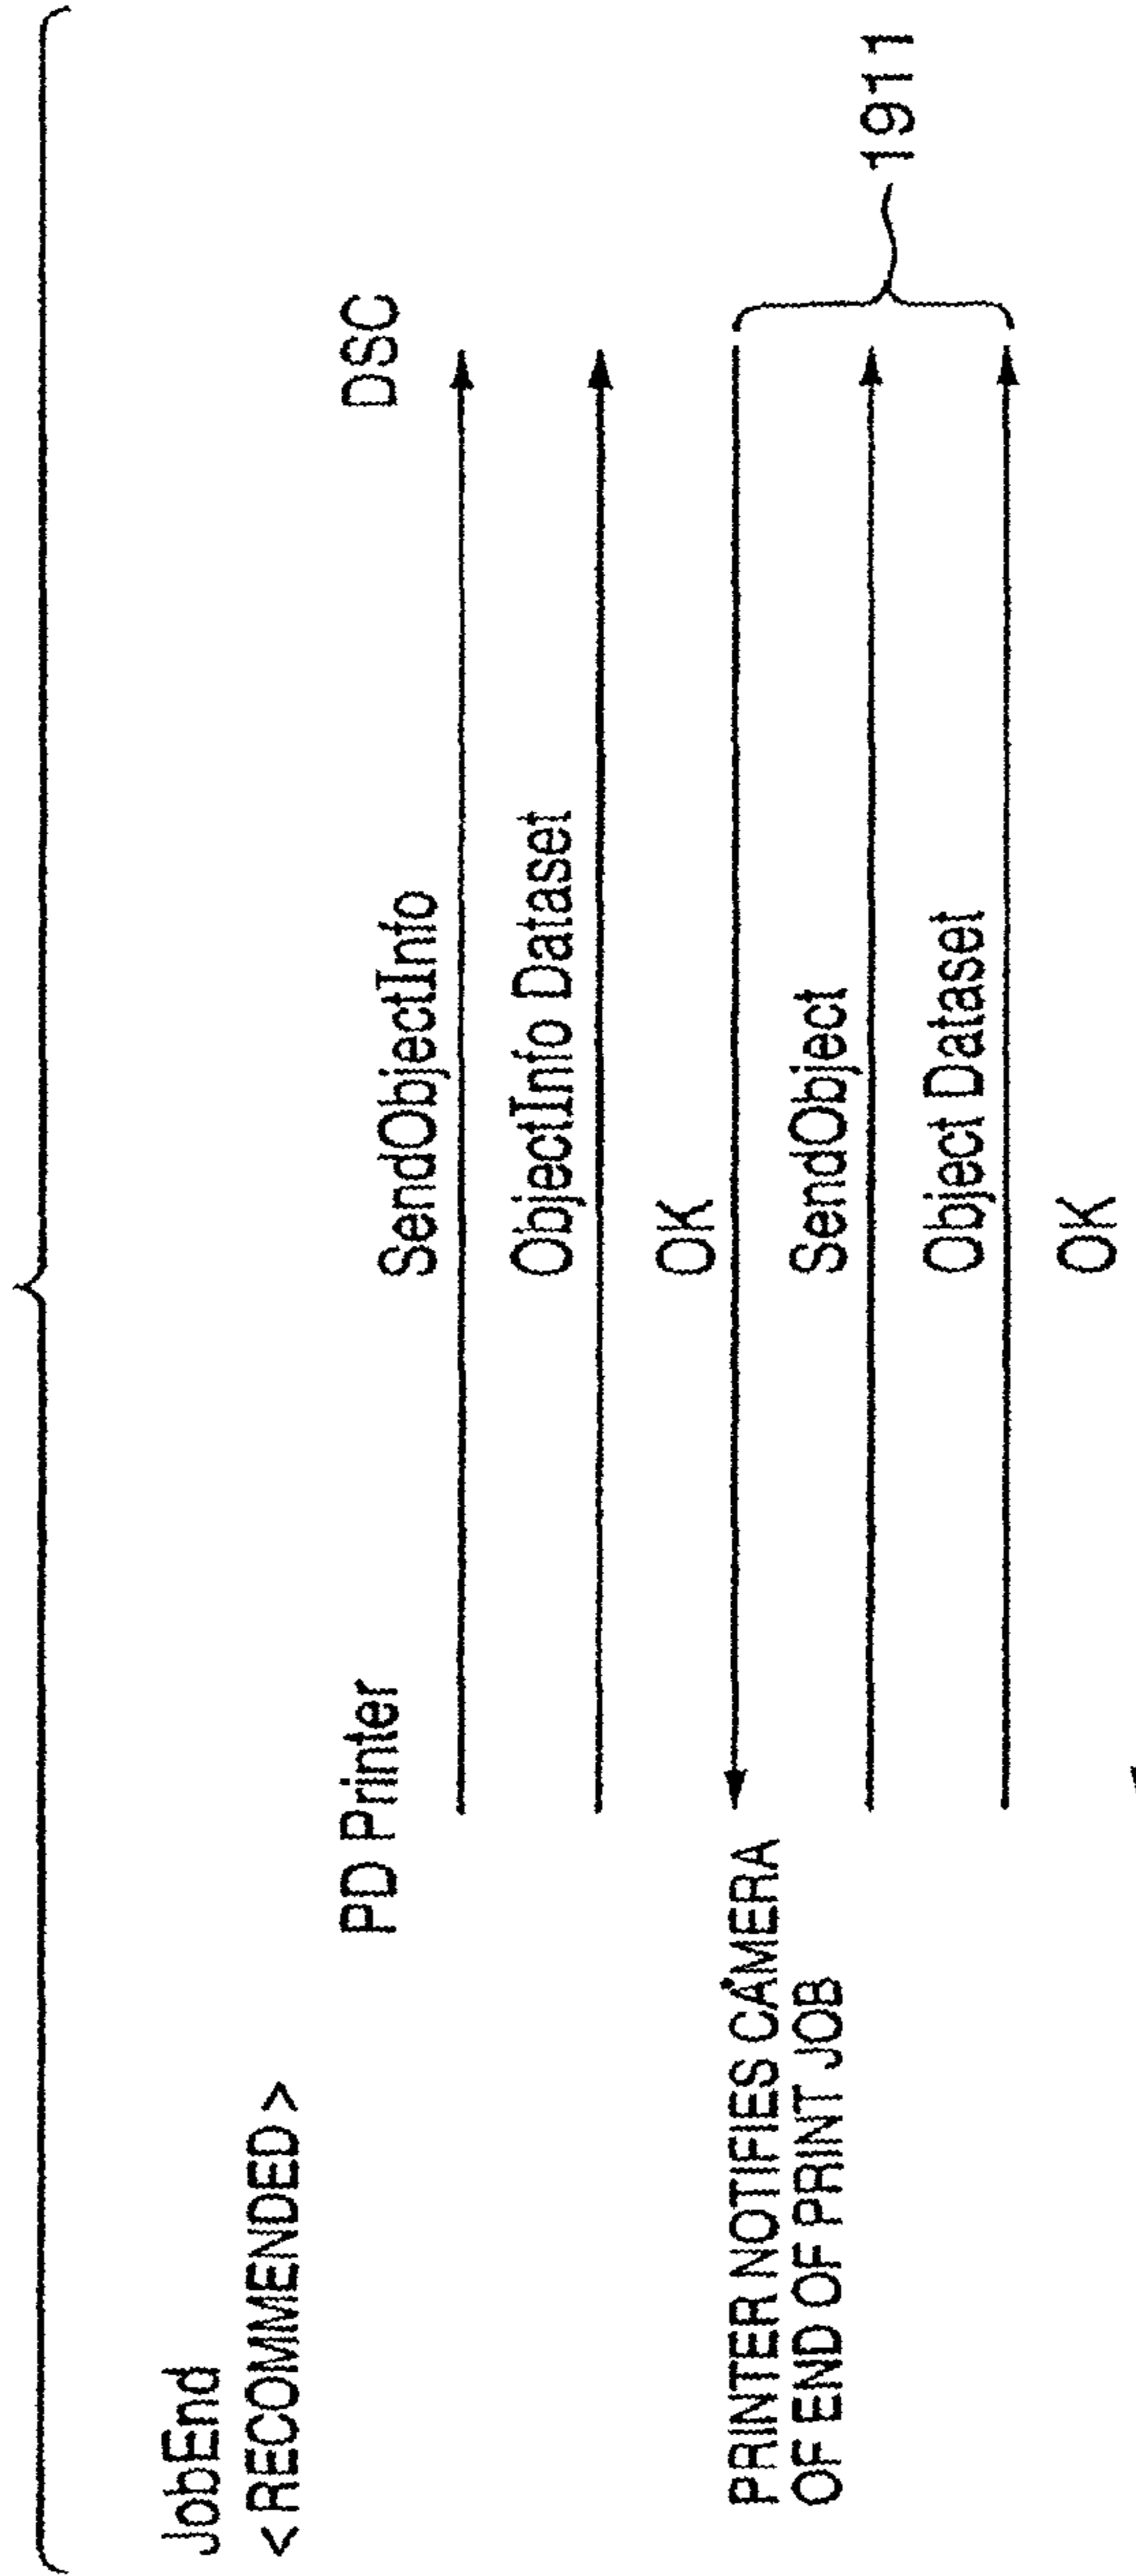 JobEnd
<RECOMMENDED>
PD Printer
DSC
SendObjectInfo
ObjectInfo Dataset
OK
PRINTER NOTIFIES CAMERA
OF END OF PRINT JOB
SendObject
1911
Object Dataset
OK